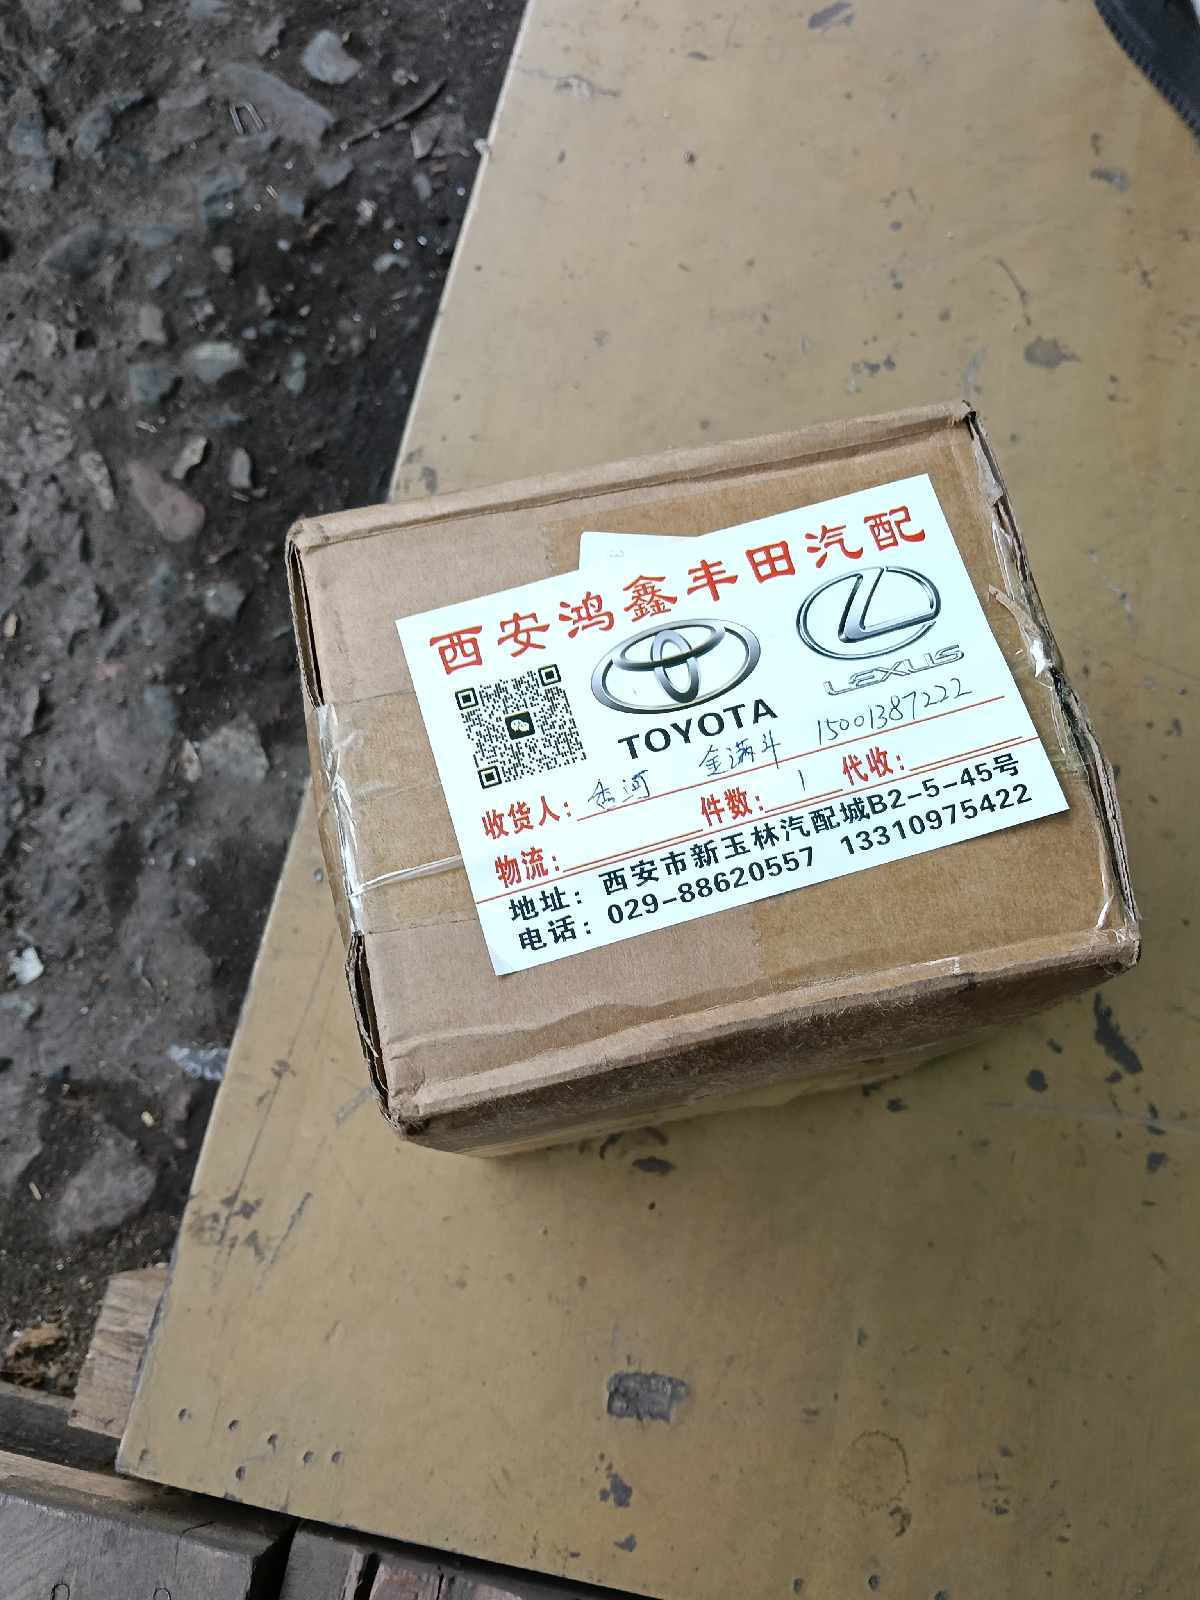 西安鸿鑫丰田汽配
TOYOTA
LEXUS
收货人：香河 金满斗 15001387222
物流： 件数：1 代收：
地址：西安市新玉林汽配城B2-5-45号
电话：029-88620557 13310975422